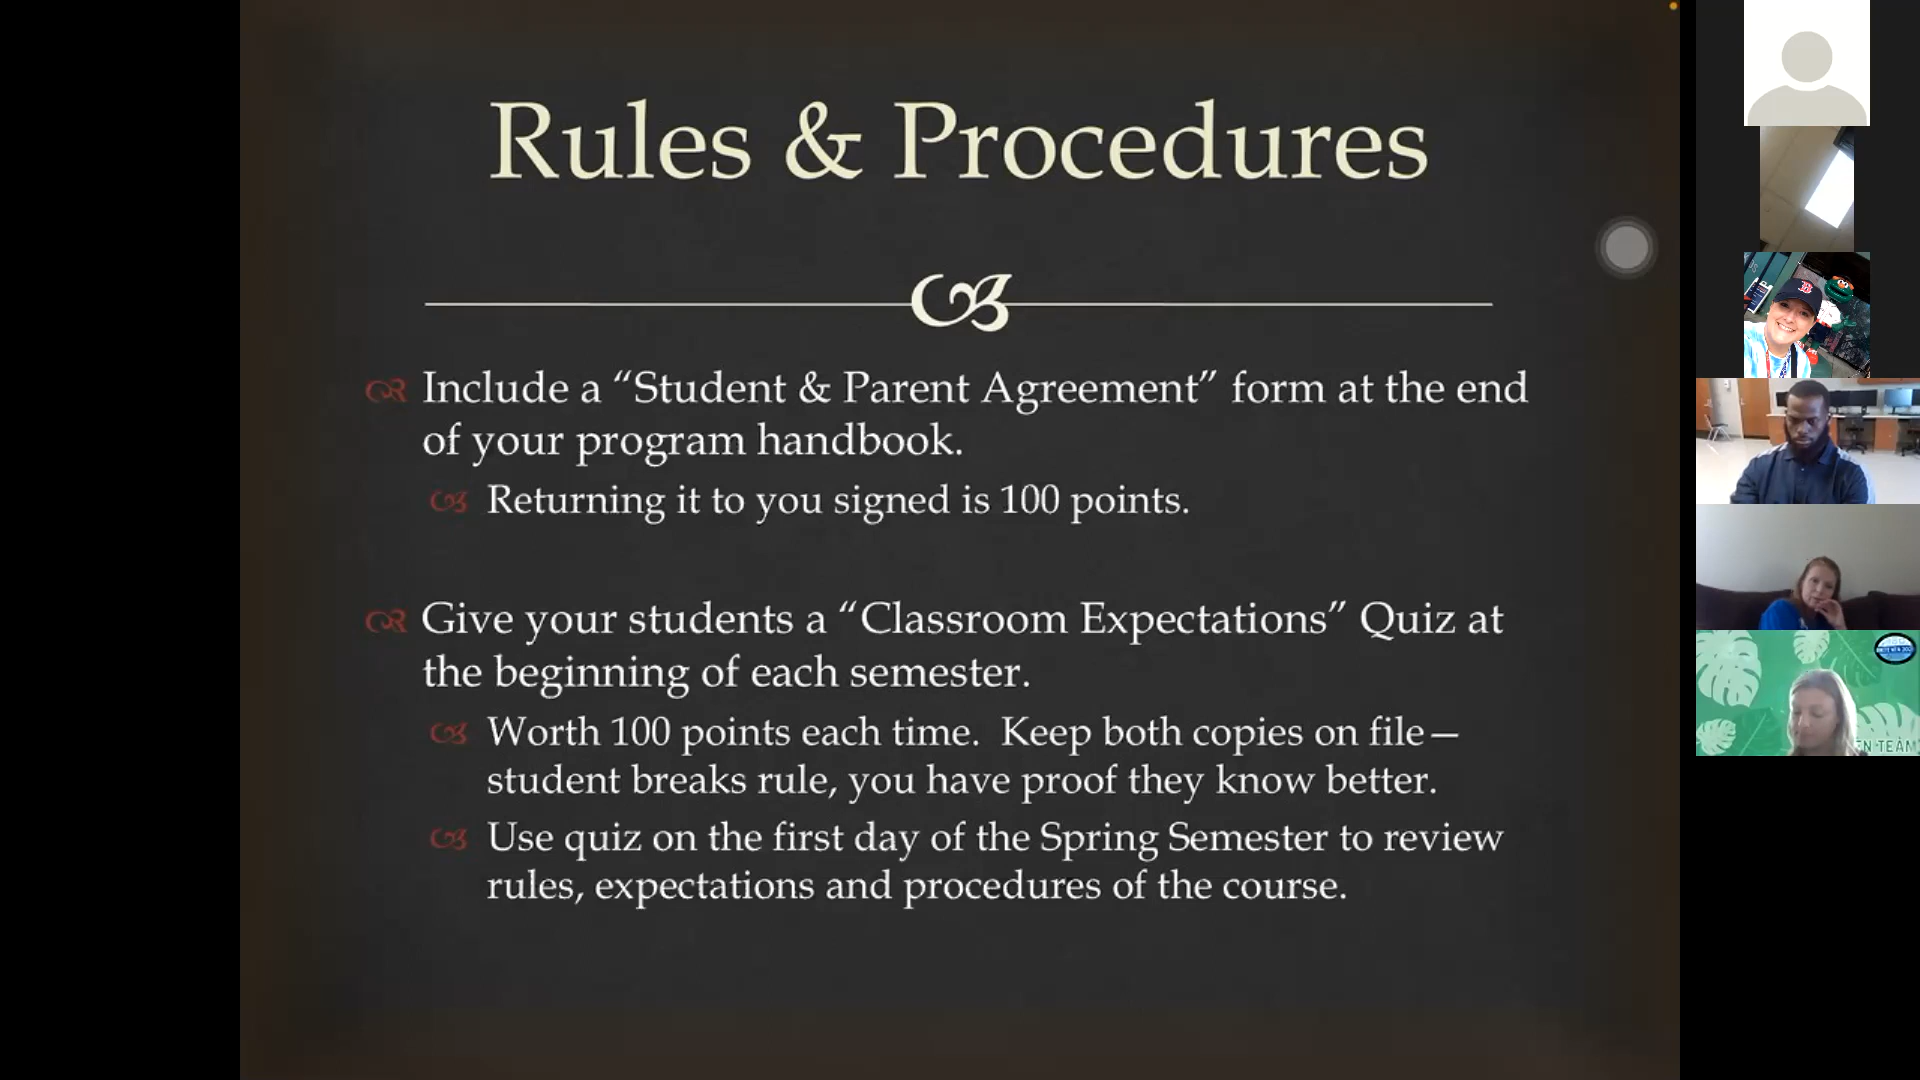 Rules & Procedures
Include a “Student & Parent Agreement” form at the end
of your program handbook.
Returning it to you signed is 100 points.
Give your students a “Classroom Expectations” Quiz at
the beginning of each semester.
Worth 100 points each time.  Keep both copies on file—
student breaks rule, you have proof they know better.
Use quiz on the first day of the Spring Semester to review
rules, expectations and procedures of the course.
B
N TEAM